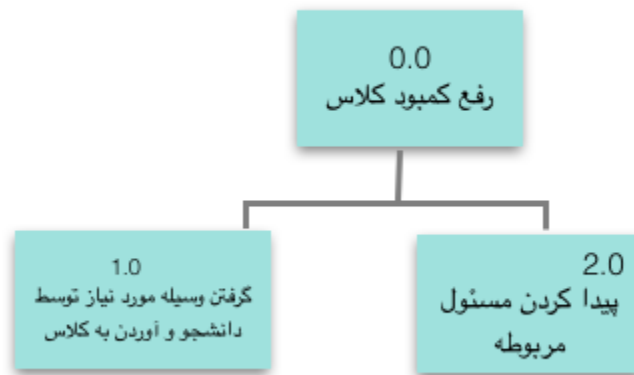 0.0
رفع کمبود کلاس
1.0
گرفتن وسیله مورد نیاز توسط
دانشجو و آوردن به کلاس
2.0
پیدا کردن مسئول
مربوطه